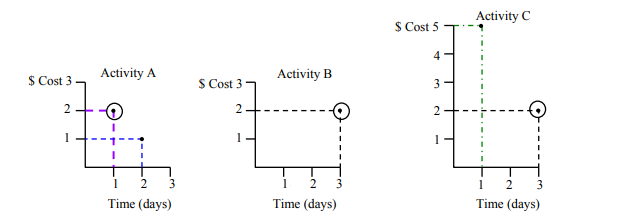 Activity A
$ Cost 3
2
1
1 2 3
Time (days)
Activity B
$ Cost 3
2
1
1 2 3
Time (days)
Activity C
$ Cost 5
4
3
2
1
1 2 3
Time (days)